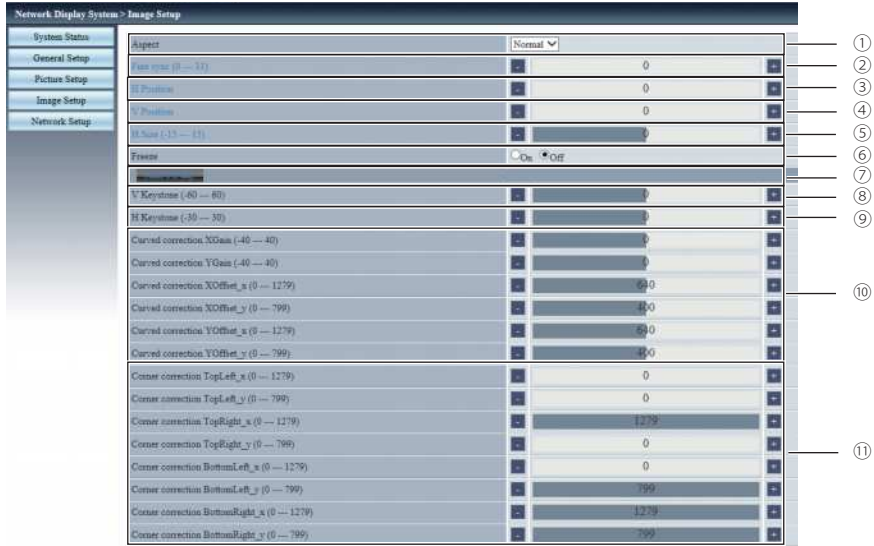 Network Display System > Image Setup
System Status
General Setup
Picture Setup
Image Setup
Network Setup
Aspect Normal ①
Fine sync (0 --- 31) - 0 + ②
H Position - 0 + ③
V Position - 0 + ④
H.Size (-15 --- 15) - 0 + ⑤
Freeze On Off ⑥
⑦
V Keystone (-60 --- 60) - 0 + ⑧
H Keystone (-30 --- 30) - 0 + ⑨
Curved correction XGain (-40 --- 40) - 0 +
Curved correction YGain (-40 --- 40) - 0 +
Curved correction XOffset_x (0 --- 1279) - 640 +
⑩
Curved correction XOffset_y (0 --- 799) - 400 +
Curved correction YOffset_x (0 --- 1279) - 640 +
Curved correction YOffset_y (0 --- 799) - 400 +
Corner correction TopLeft_x (0 --- 1279) - 0 +
Corner correction TopLeft_y (0 --- 799) - 0 +
Corner correction TopRight_x (0 --- 1279) - 1279 +
Corner correction TopRight_y (0 --- 799) - 0 +
⑪
Corner correction BottomLeft_x (0 --- 1279) - 0 +
Corner correction BottomLeft_y (0 --- 799) - 799 +
Corner correction BottomRight_x (0 --- 1279) - 1279 +
Corner correction BottomRight_y (0 --- 799) - 799 +